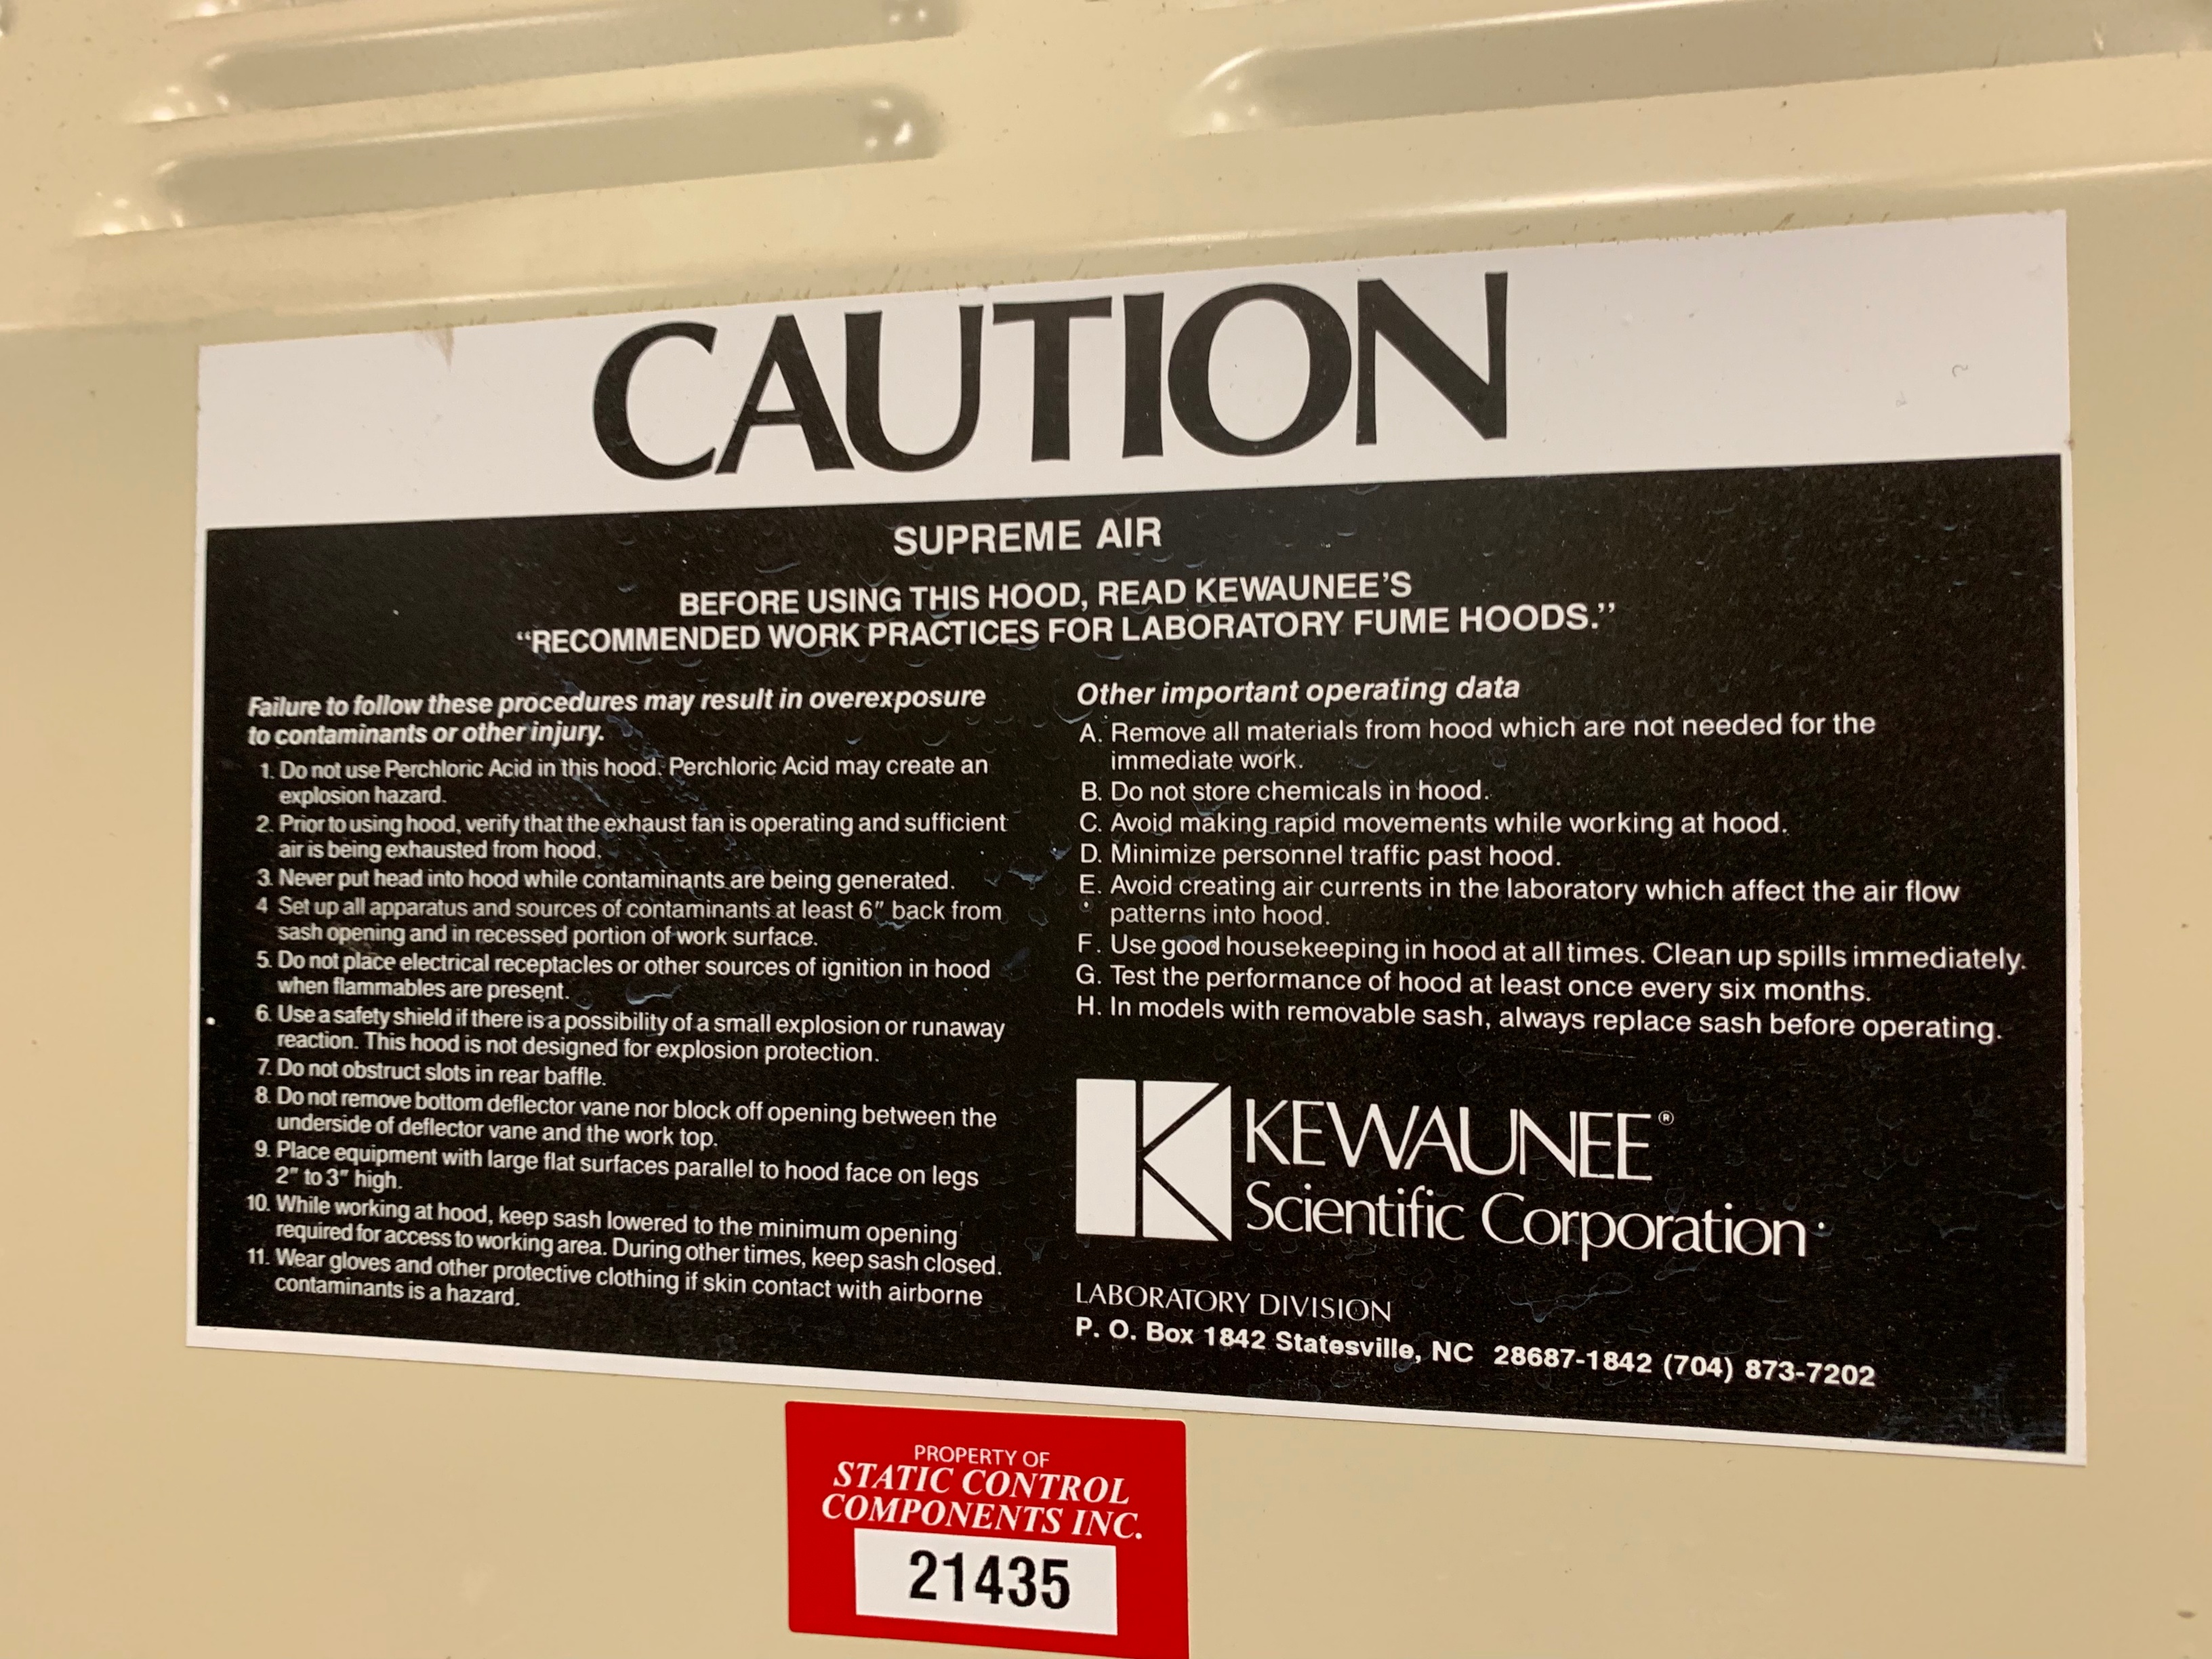 CAUTION
SUPREME AIR
BEFORE USING THIS HOOD, READ KEWAUNEE'S
“RECOMMENDED WORK PRACTICES FOR LABORATORY FUME HOODS.”
Failure to follow these procedures may result in overexposure
to contaminants or other injury.
1. Do not use Perchloric Acid in this hood. Perchloric Acid may create an
explosion hazard.
2. Prior to using hood, verify that the exhaust fan is operating and sufficient
air is being exhausted from hood.
3. Never put head into hood while contaminants are being generated.
4 Set up all apparatus and sources of contaminants at least 6" back from
sash opening and in recessed portion of work surface.
5. Do not place electrical receptacles or other sources of ignition in hood
when flammables are present.
6. Use a safety shield if there is a possibility of a small explosion or runaway
reaction. This hood is not designed for explosion protection.
7. Do not obstruct slots in rear baffle.
8. Do not remove bottom deflector vane nor block off opening between the
underside of deflector vane and the work top.
9. Place equipment with large flat surfaces parallel to hood face on legs
2" to 3" high.
10. While working at hood, keep sash lowered to the minimum opening
required for access to working area. During other times, keep sash closed.
11. Wear gloves and other protective clothing if skin contact with airborne
contaminants is a hazard.
Other important operating data
A. Remove all materials from hood which are not needed for the
immediate work.
B. Do not store chemicals in hood.
C. Avoid making rapid movements while working at hood.
D. Minimize personnel traffic past hood.
E. Avoid creating air currents in the laboratory which affect the air flow
patterns into hood.
F. Use good housekeeping in hood at all times. Clean up spills immediately.
G. Test the performance of hood at least once every six months.
H. In models with removable sash, always replace sash before operating.
K KEWAUNEE®
Scientific Corporation
LABORATORY DIVISION
P. O. Box 1842 Statesville, NC 28687-1842 (704) 873-7202
PROPERTY OF
STATIC CONTROL
COMPONENTS INC.
21435